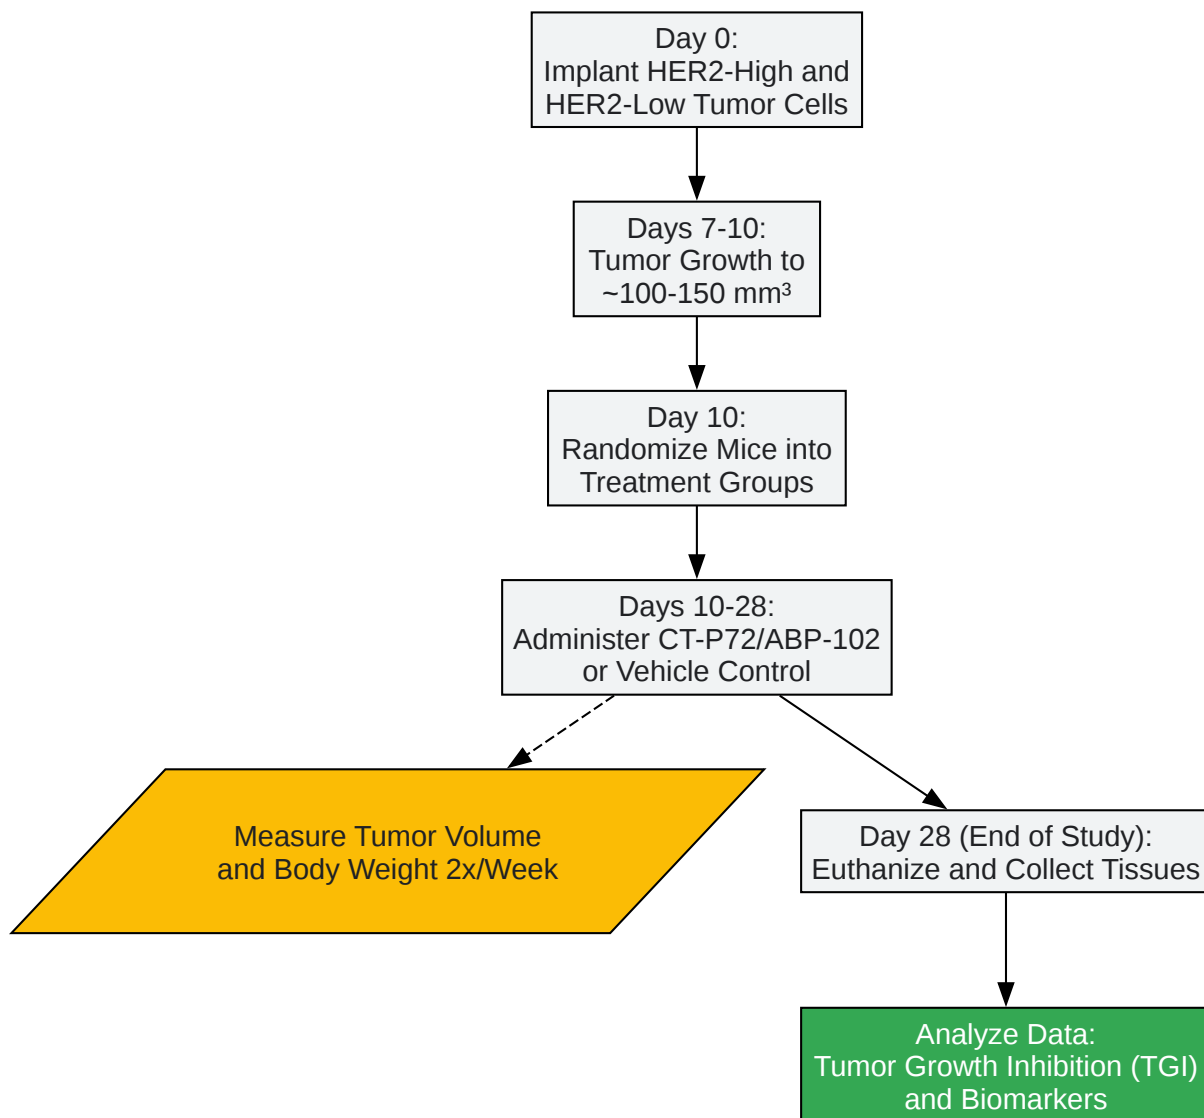 Day 0:
Implant HER2-High and
HER2-Low Tumor Cells
Days 7-10:
Tumor Growth to
~100-150 mm³
Day 10:
Randomize Mice into
Treatment Groups
Days 10-28:
Administer CT-P72/ABP-102
or Vehicle Control
Measure Tumor Volume
and Body Weight 2x/Week
Day 28 (End of Study):
Euthanize and Collect Tissues
Analyze Data:
Tumor Growth Inhibition (TGI)
and Biomarkers